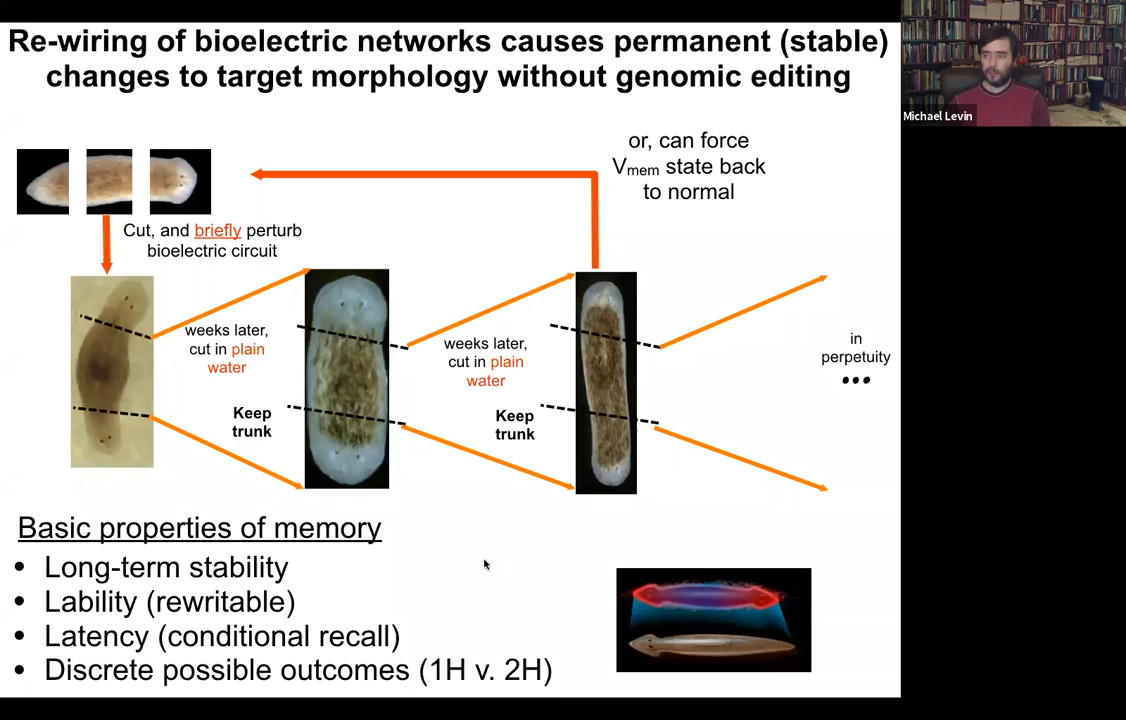 Re-wiring of bioelectric networks causes permanent (stable)
changes to target morphology without genomic editing
Michael Levin
or, can force
Vmem state back
to normal
Cut, and briefly perturb
bioelectric circuit
weeks later,
cut in plain
water
Keep
trunk
weeks later,
cut in plain
water
Keep
trunk
in
perpetuity
•••
Basic properties of memory
• Long-term stability
• Lability (rewritable)
• Latency (conditional recall)
• Discrete possible outcomes (1H v. 2H)